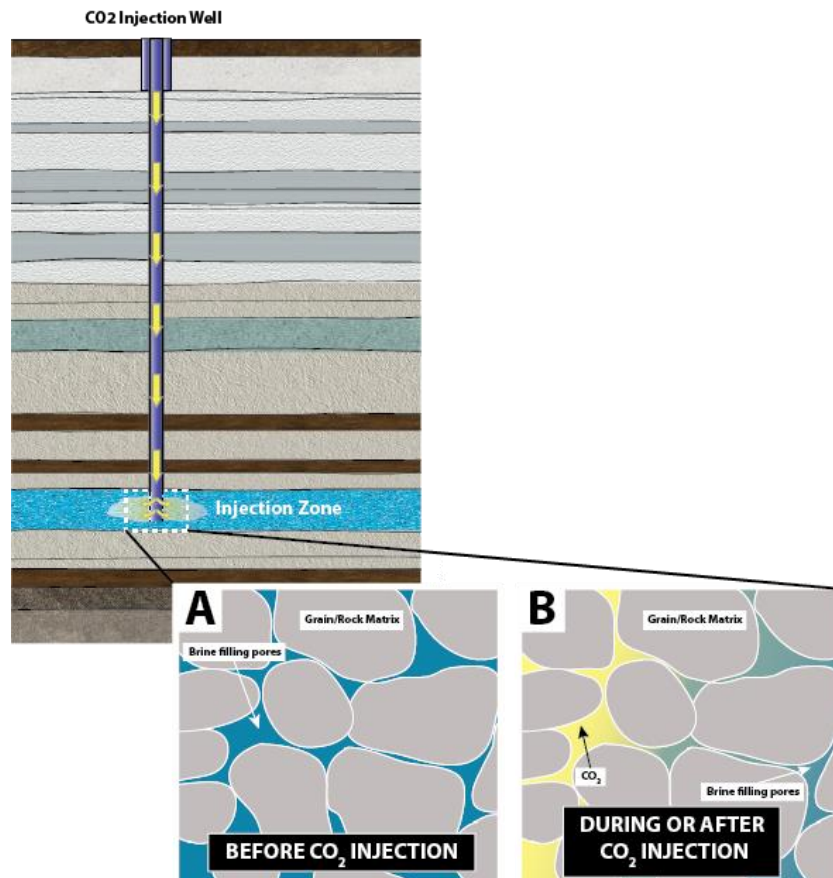 CO2 Injection Well
Injection Zone
A
Grain/Rock Matrix
Brine filling pores
BEFORE CO₂ INJECTION
B
Grain/Rock Matrix
CO₂
Brine filling pores
DURING OR AFTER
CO₂ INJECTION